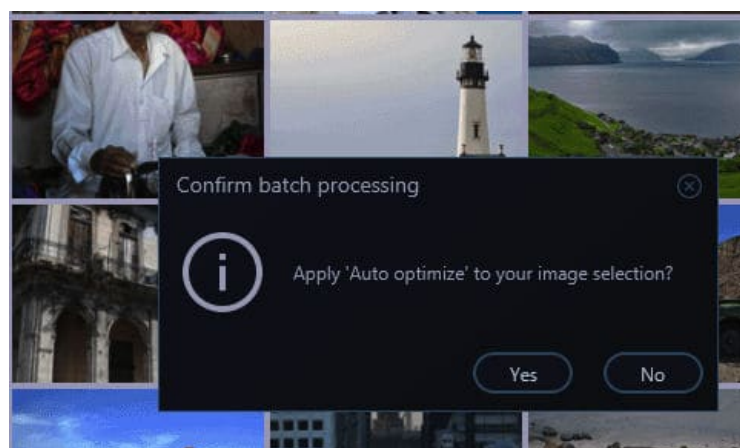 Confirm batch processing
Apply 'Auto optimize' to your image selection?
Yes
No